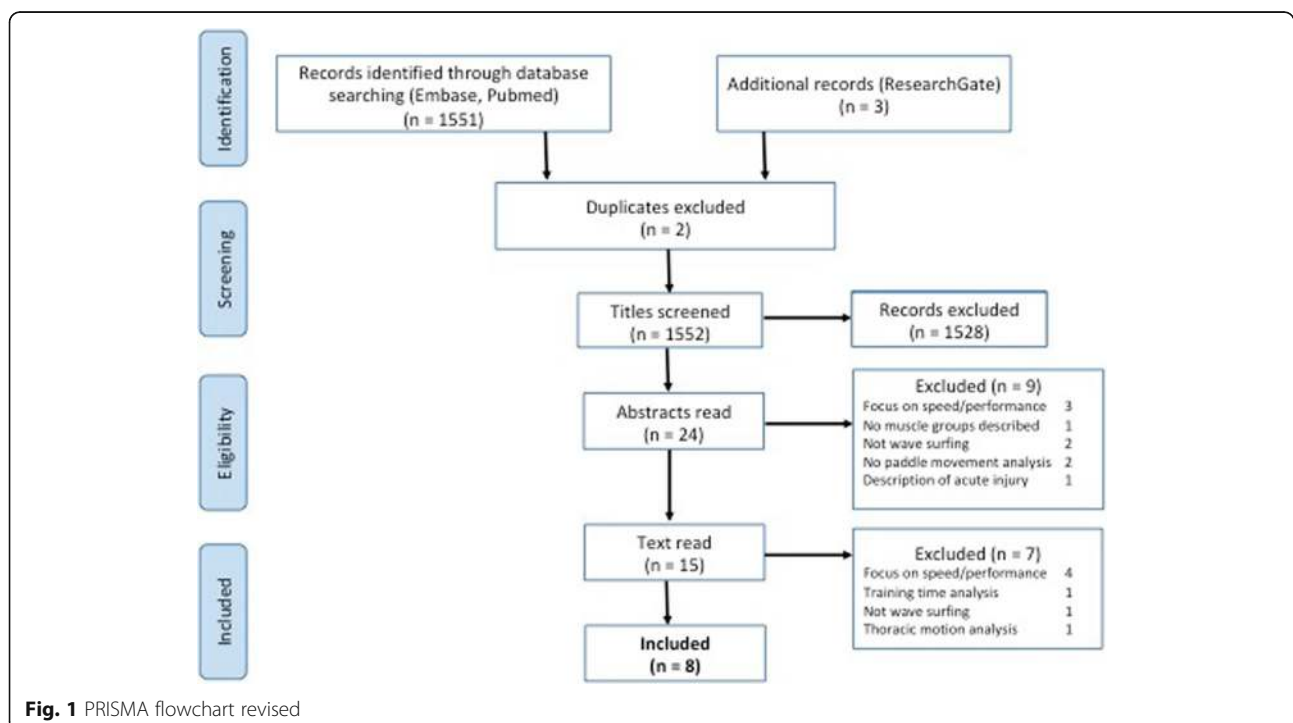 Identification
Records identified through database
searching (Embase, Pubmed)
(n = 1551)
Additional records (ResearchGate)
(n = 3)
Screening
Duplicates excluded
(n = 2)
Titles screened
(n = 1552)
Records excluded
(n = 1528)
Eligibility
Abstracts read
(n = 24)
Excluded (n = 9)
Focus on speed/performance 3
No muscle groups described 1
Not wave surfing 2
No paddle movement analysis 2
Description of acute injury 1
Included
Text read
(n = 15)
Excluded (n = 7)
Focus on speed/performance 4
Training time analysis 1
Not wave surfing 1
Thoracic motion analysis 1
Included
(n = 8)
Fig. 1 PRISMA flowchart revised